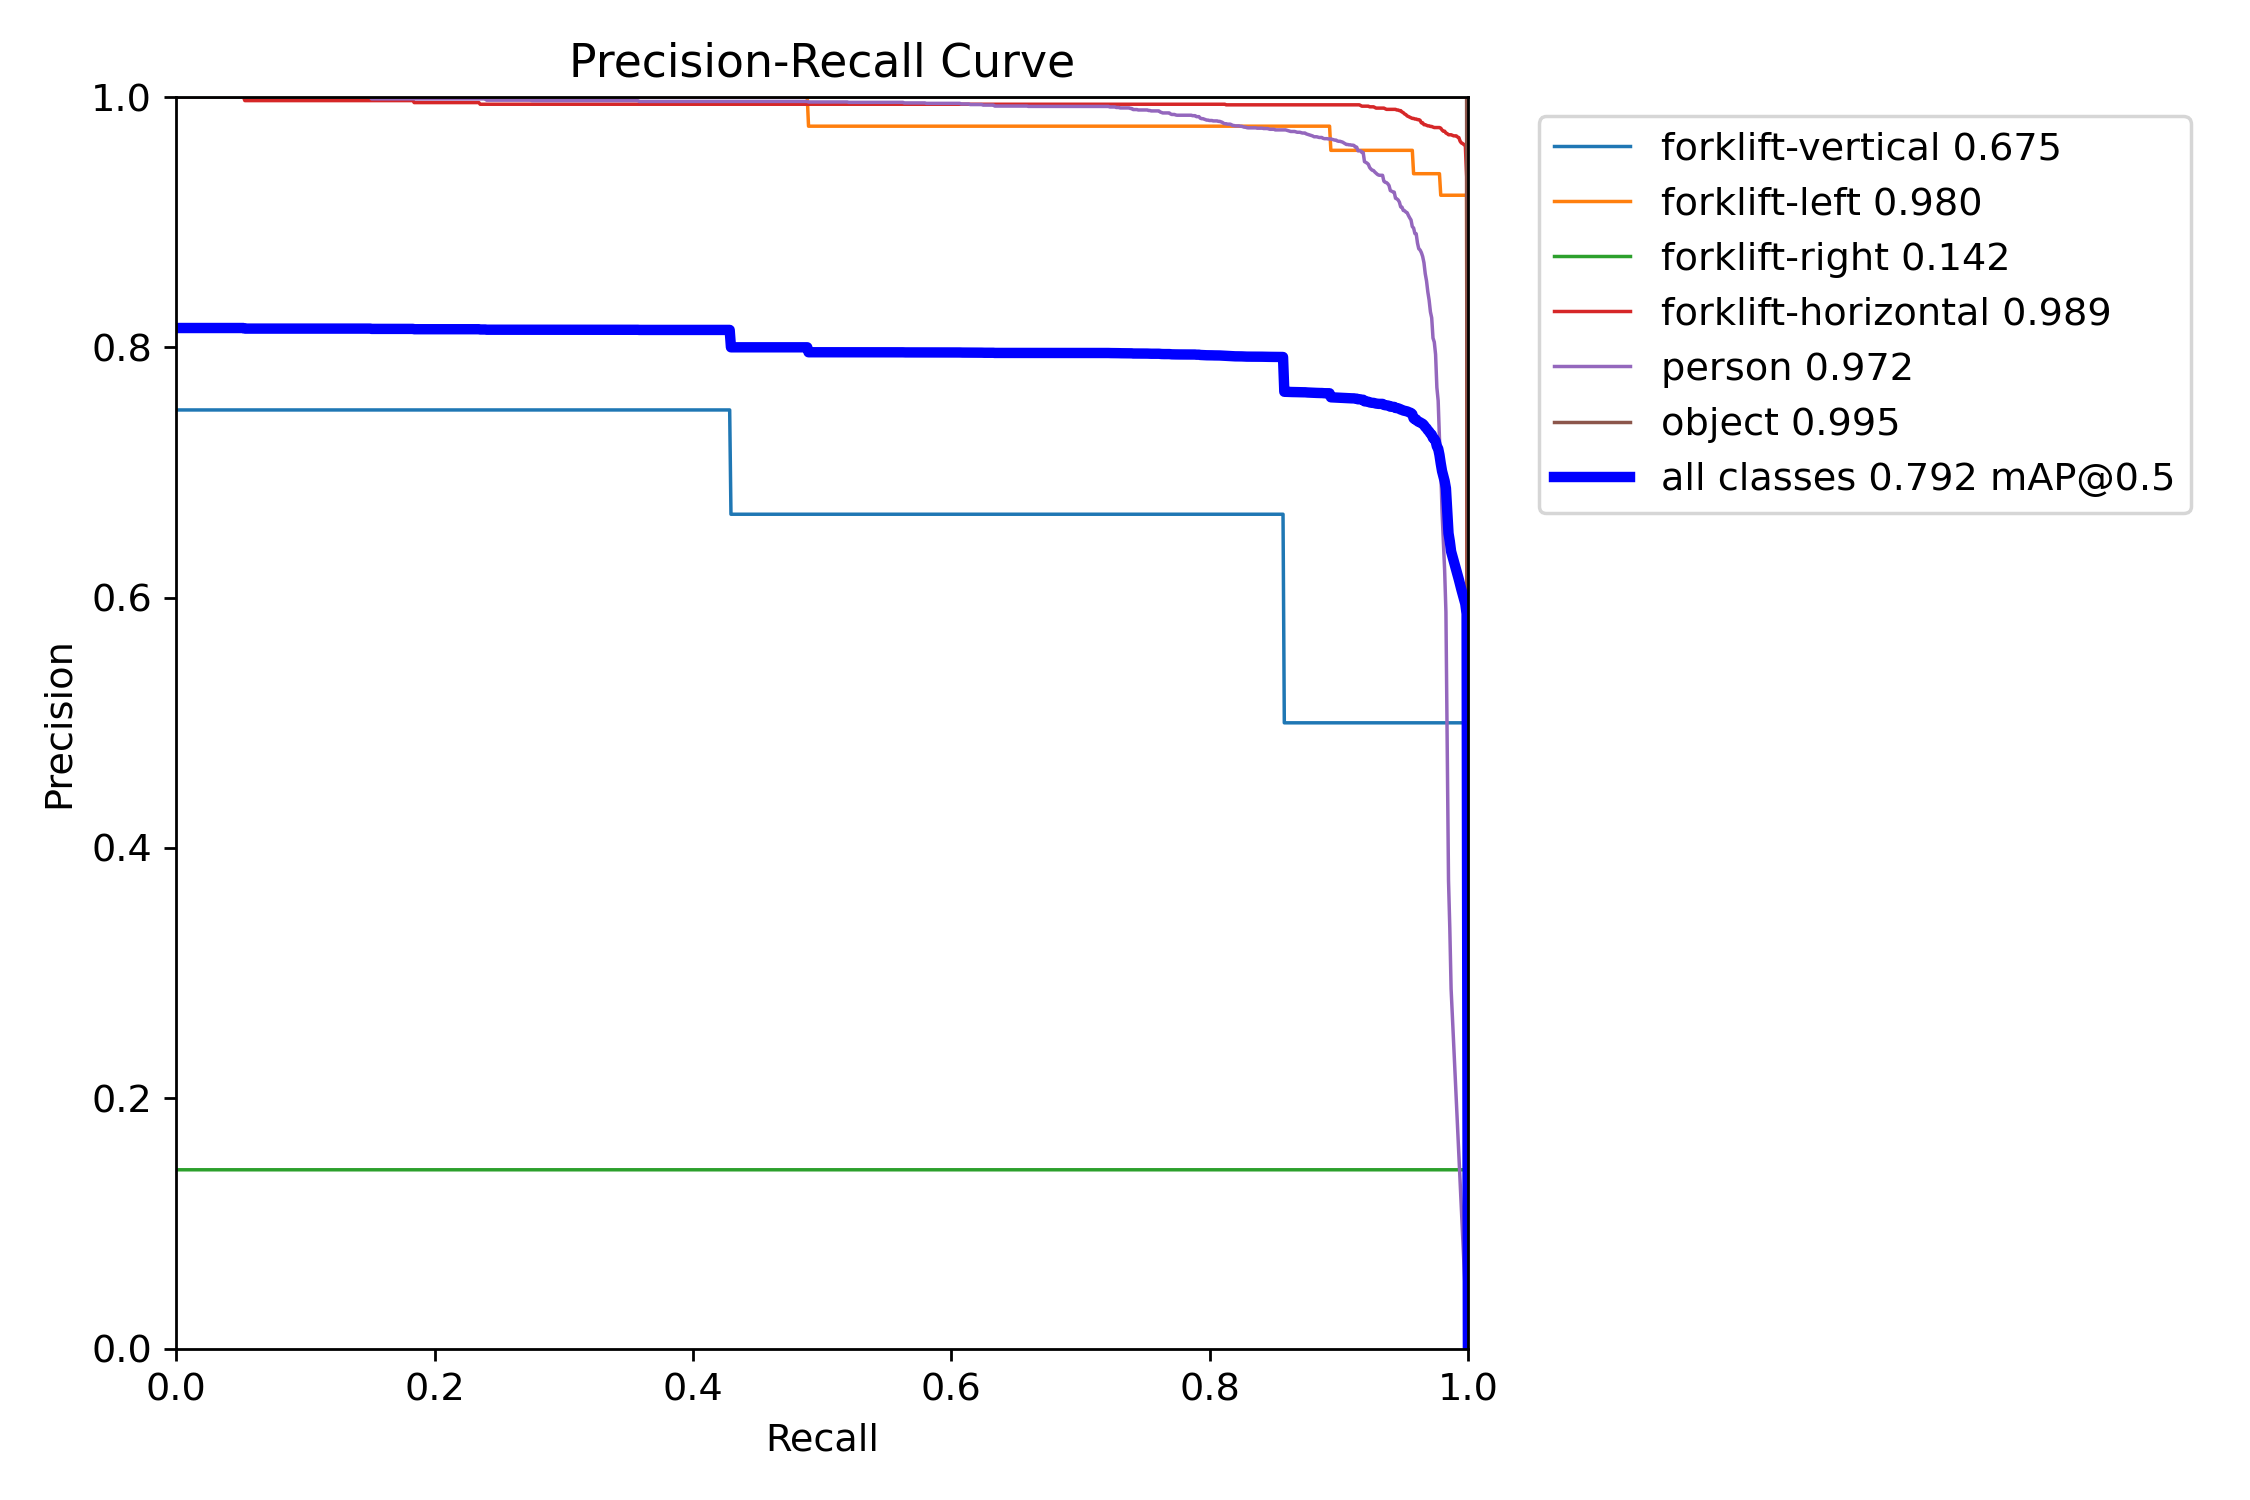 Precision-Recall Curve
1.0
0.8
0.6
0.4
0.2
0.0
Precision
0.0 0.2 0.4 0.6 0.8 1.0
Recall
forklift-vertical 0.675
forklift-left 0.980
forklift-right 0.142
forklift-horizontal 0.989
person 0.972
object 0.995
all classes 0.792 mAP@0.5